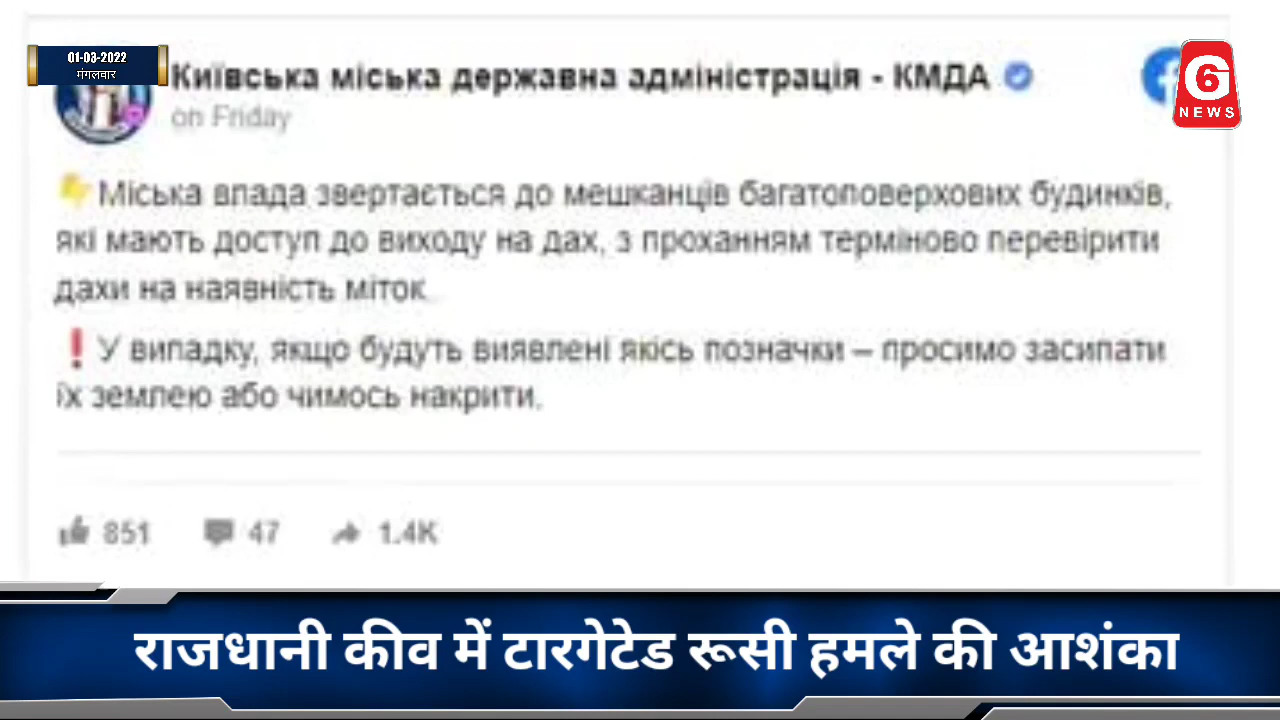 01-03-2022
मंगलवार
Київська міська державна адміністрація - КМДА
on Friday
6
NEWS
Міська влада звертається до мешканців багатоповерхових будинків,
які мають доступ до виходу на дах, з проханням терміново перевірити
дахи на наявність міток.
У випадку, якщо будуть виявлені якісь позначки – просимо засипати
їх землею або чимось накрити.
851 47 1.4K
राजधानी कीव में टारगेटेड रूसी हमले की आशंका